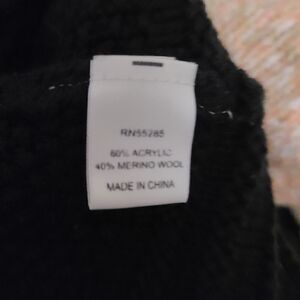 RN55285
60% ACRYLIC
40% MERINO WOOL
MADE IN CHINA